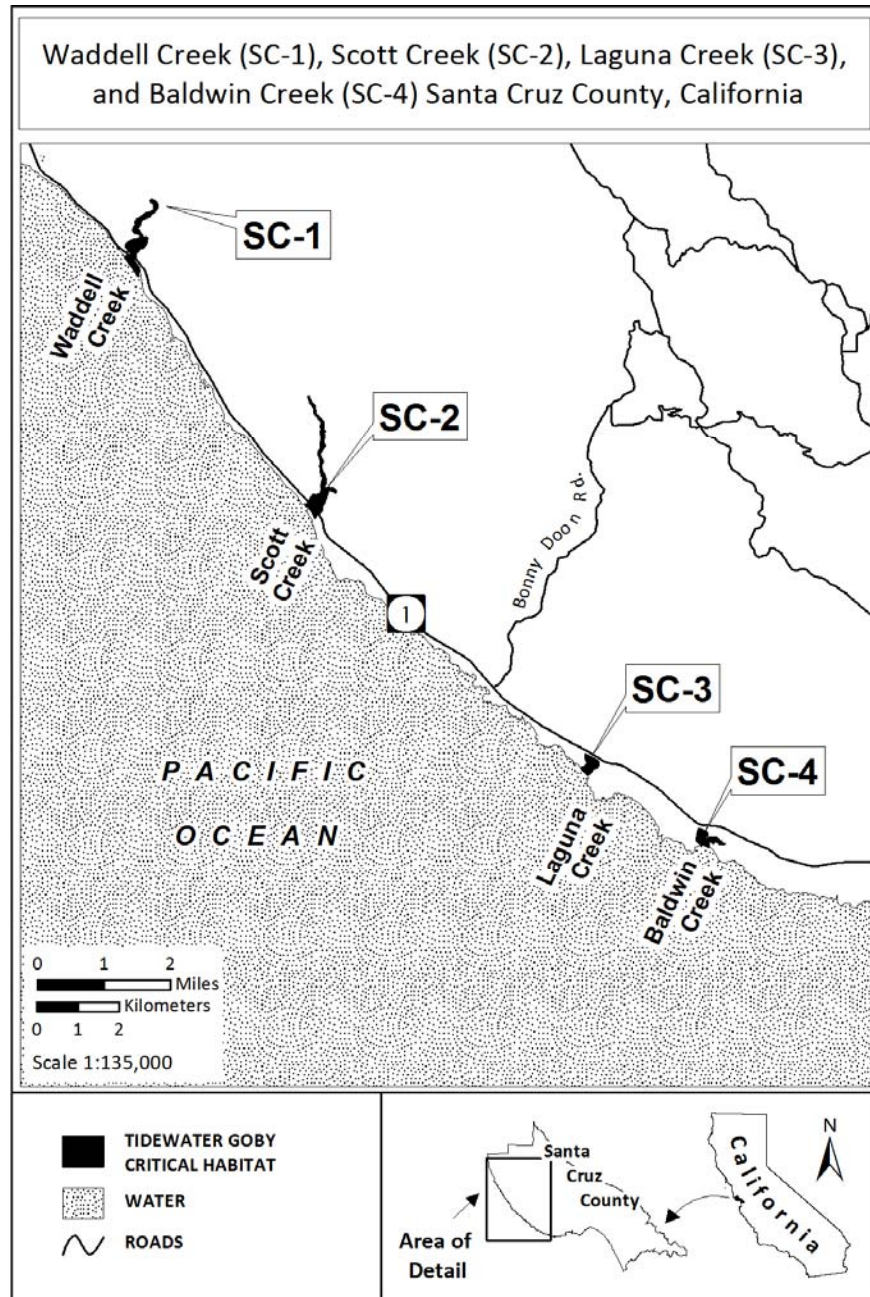 Waddell Creek (SC-1), Scott Creek (SC-2), Laguna Creek (SC-3),
and Baldwin Creek (SC-4) Santa Cruz County, California
SC-1
Waddell
Creek
SC-2
Scott
Creek
Bonny Doon Rd.
1
SC-3
PACIFIC
OCEAN
SC-4
Laguna
Creek
Baldwin
Creek
0 1 2
Miles
Kilometers
0 1 2
Scale 1:135,000
TIDEWATER GOBY
CRITICAL HABITAT
WATER
ROADS
Santa
Cruz
County
Area of
Detail
California
N